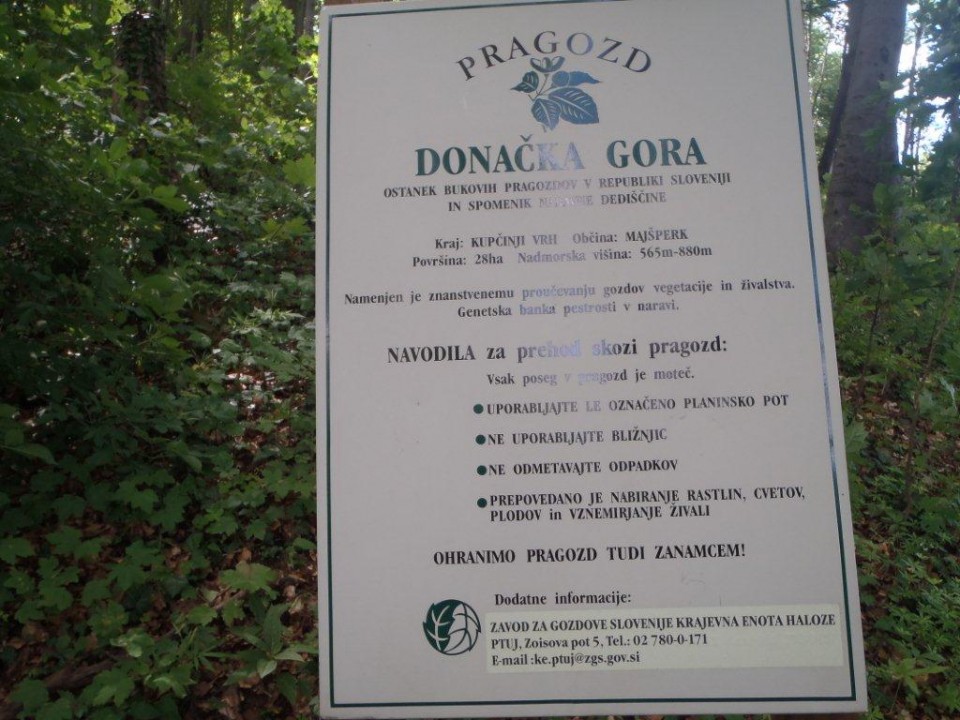 PRAGOZD
DONAČKA GORA
OSTANEK BUKOVIH PRAGOZDOV V REPUBLIKI SLOVENIJI
IN SPOMENIK NARAVNE DEDIŠČINE
Kraj: KUPČINJI VRH Občina: MAJŠPERK
Površina: 28ha Nadmorska višina: 565m-880m
Namenjen je znanstvenemu proučevanju gozdov vegetacije in živalstva.
Genetska banka pestrosti v naravi.
NAVODILA za prehod skozi pragozd:
Vsak poseg v pragozd je moteč.
● UPORABLJAJTE LE OZNAČENO PLANINSKO POT
● NE UPORABLJAJTE BLIŽNJIC
● NE ODMETAVAJTE ODPADKOV
● PREPOVEDANO JE NABIRANJE RASTLIN, CVETOV,
PLODOV in VZNEMIRJANJE ŽIVALI
OHRANIMO PRAGOZD TUDI ZANAMCEM!
Dodatne informacije:
ZAVOD ZA GOZDOVE SLOVENIJE KRAJEVNA ENOTA HALOZE
PTUJ, Zoisova pot 5, Tel.: 02 780-0-171
E-mail :ke.ptuj@zgs.gov.si